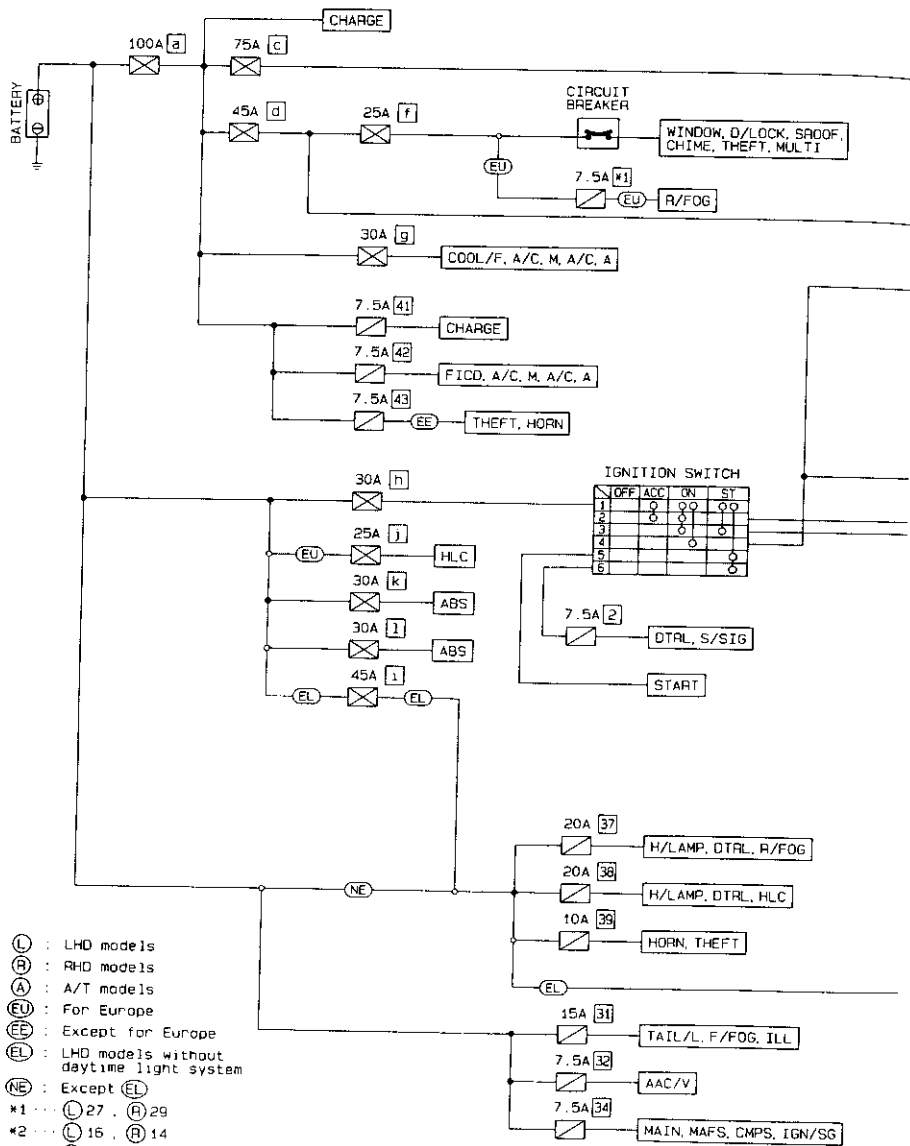 CHARGE
100A a
75A c
BATTERY
45A d
25A f
CIRCUIT
BREAKER
WINDOW, D/LOCK, SROOF,
CHIME, THEFT, MULTI
EU
7.5A *1
EU
R/FOG
30A g
COOL/F, A/C, M, A/C, A
7.5A 41
CHARGE
7.5A 42
FICD, A/C, M, A/C, A
7.5A 43
EE
THEFT, HORN
IGNITION SWITCH
OFF ACC ON ST
1
2
3
4
5
6
30A h
EU
25A j
HLC
30A k
ABS
30A l
ABS
45A i
EL
EL
7.5A 2
DTRL, S/SIG
START
20A 37
H/LAMP, DTRL, R/FOG
NE
20A 38
H/LAMP, DTRL, HLC
10A 39
HORN, THEFT
EL
15A 31
TAIL/L, F/FOG, ILL
7.5A 32
AAC/V
7.5A 34
MAIN, MAFS, CMPS, IGN/SG
L : LHD models
R : RHD models
A : A/T models
EU : For Europe
EE : Except for Europe
EL : LHD models without
daytime light system
NE : Except EL
*1 ··· L 27 , R 29
*2 ··· L 16 , R 14